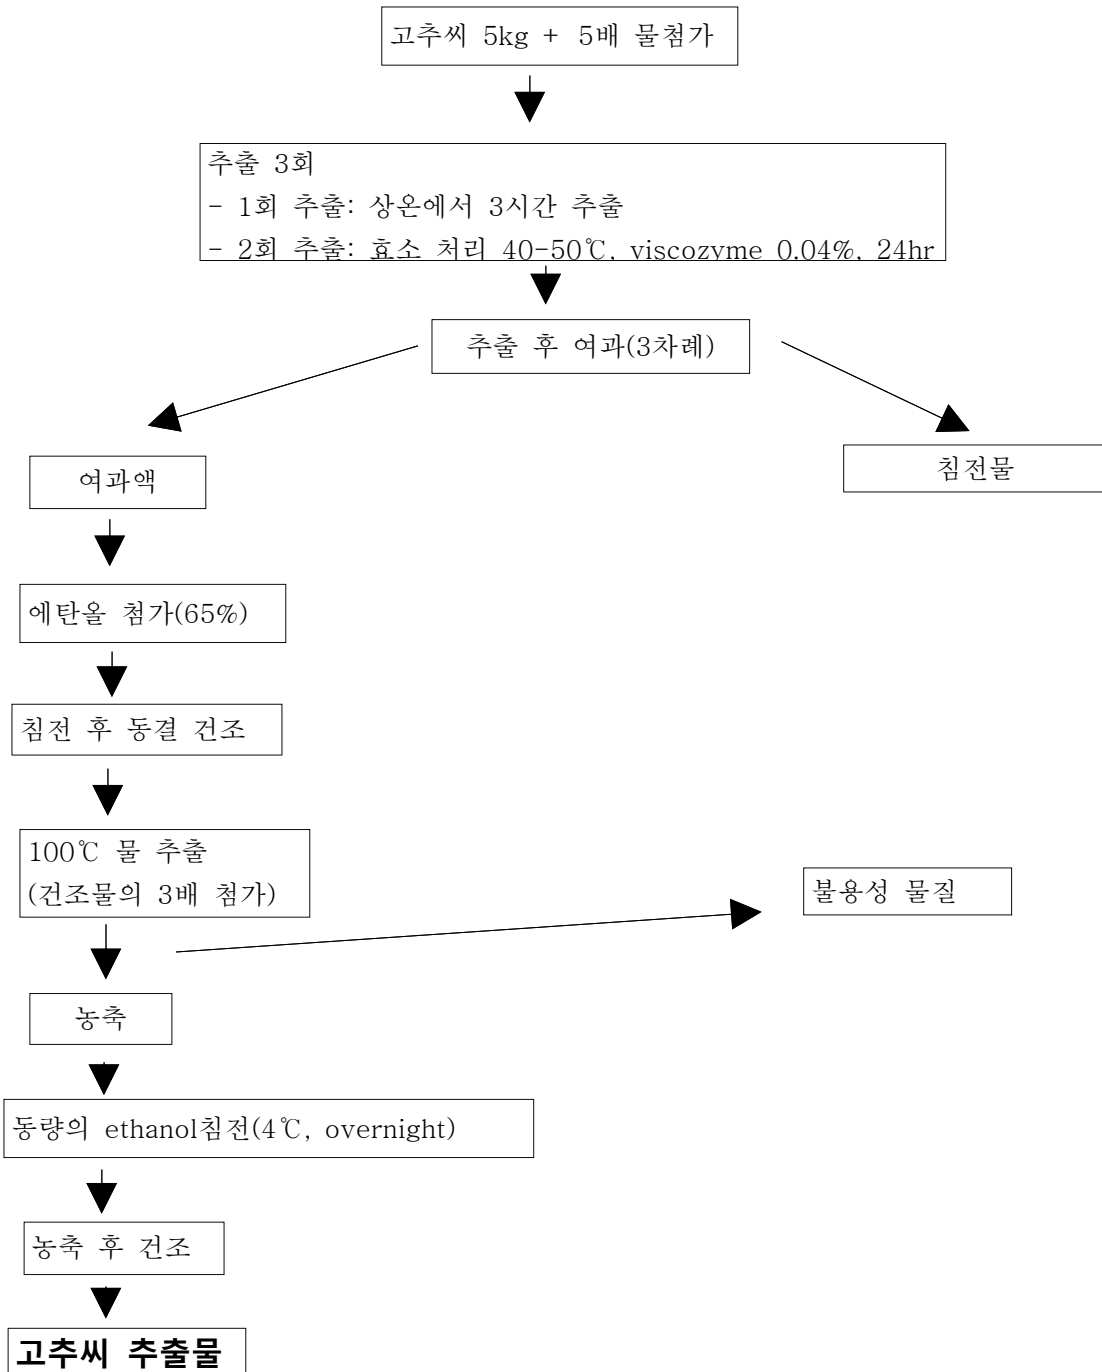 고추씨 5kg + 5배 물첨가
추출 3회
- 1회 추출: 상온에서 3시간 추출
- 2회 추출: 효소 처리 40-50℃, viscozyme 0.04%, 24hr
추출 후 여과(3차례)
여과액
침전물
에탄올 첨가(65%)
침전 후 동결 건조
100℃ 물 추출
(건조물의 3배 첨가)
불용성 물질
농축
동량의 ethanol침전(4℃, overnight)
농축 후 건조
고추씨 추출물